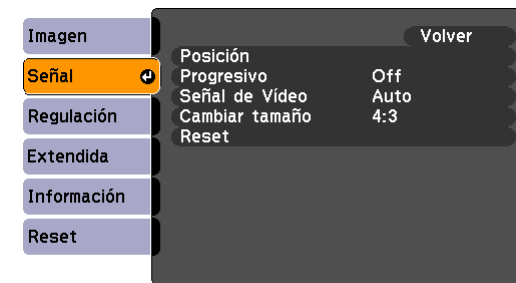 Imagen
Señal
Regulación
Extendida
Información
Reset
Volver
Posición
Progresivo Off
Señal de Vídeo Auto
Cambiar tamaño 4:3
Reset